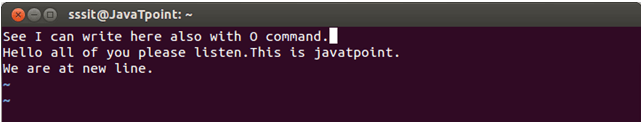 sssit@JavaTpoint: ~
See I can write here also with O command.
Hello all of you please listen.This is javatpoint.
We are at new line.
~
~